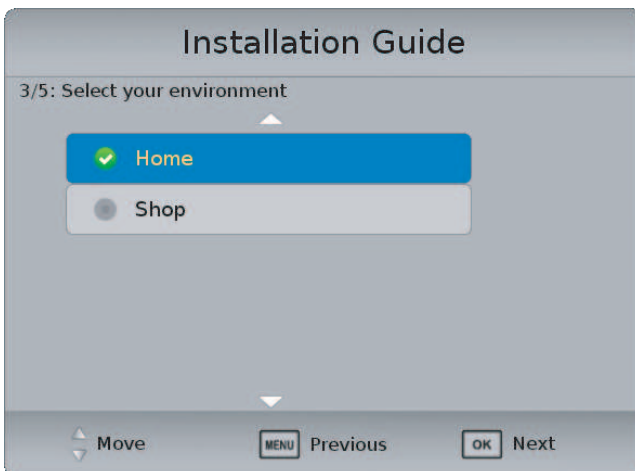 Installation Guide
3/5: Select your environment
Home
Shop
Move MENU Previous OK Next